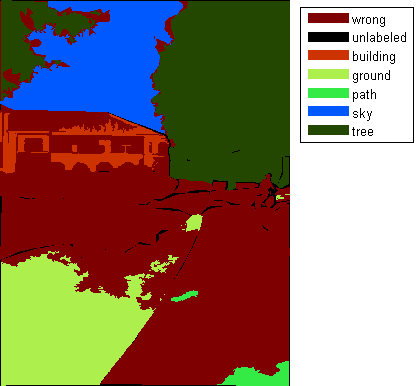 wrong
unlabeled
building
ground
path
sky
tree